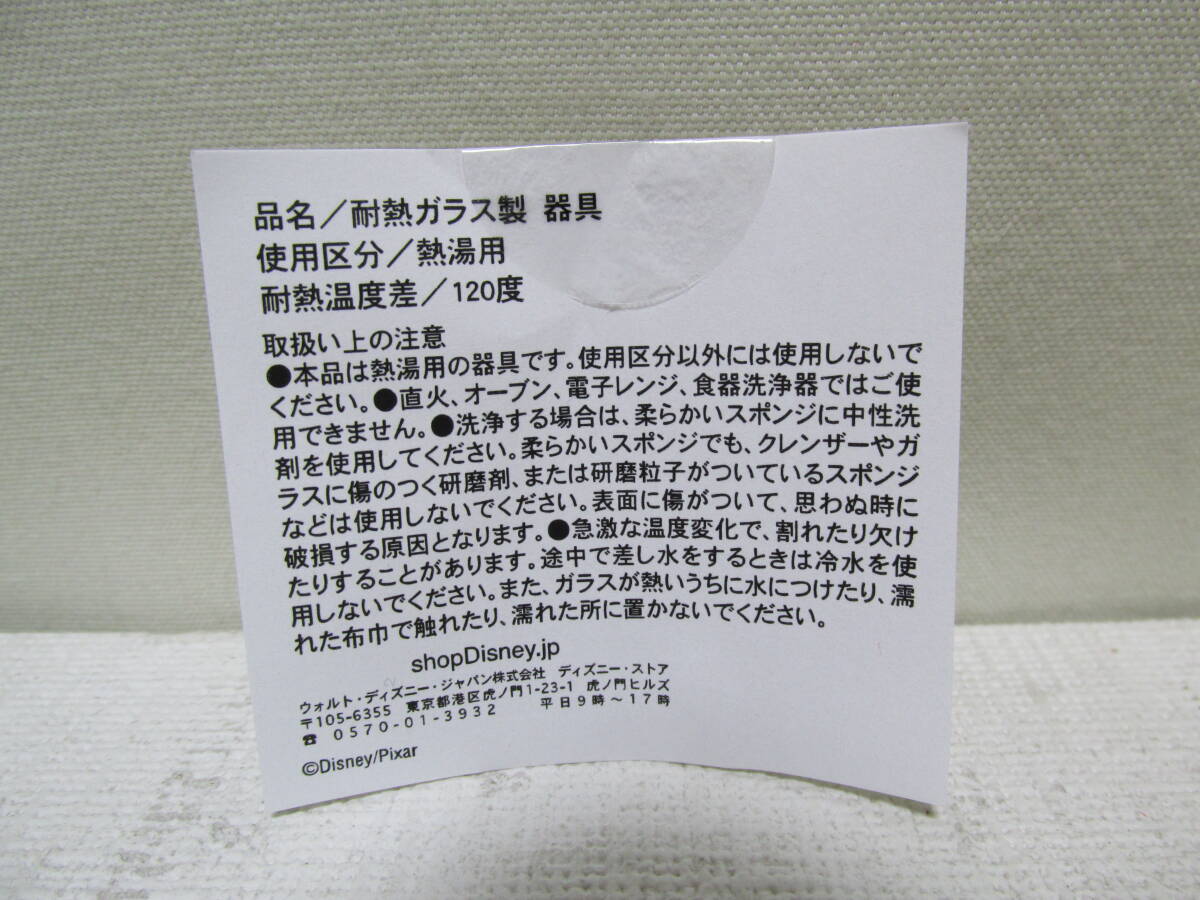 品名／耐熱ガラス製 器具
使用区分／熱湯用
耐熱温度差／120度
取扱い上の注意
●本品は熱湯用の器具です。使用区分以外には使用しないで
ください。●直火、オーブン、電子レンジ、食器洗浄器ではご使
用できません。●洗浄する場合は、柔らかいスポンジに中性洗
剤を使用してください。柔らかいスポンジでも、クレンザーやガ
ラスに傷のつく研磨剤、または研磨粒子がついているスポンジ
などは使用しないでください。表面に傷がついて、思わぬ時に
破損する原因となります。●急激な温度変化で、割れたり欠け
たりすることがあります。途中で差し水をするときは冷水を使
用しないでください。また、ガラスが熱いうちに水につけたり、濡
れた布巾で触れたり、濡れた所に置かないでください。
shopDisney.jp
ウォルト・ディズニー・ジャパン株式会社 ディズニー・ストア
〒105-6355 東京都港区虎ノ門1-23-1 虎ノ門ヒルズ
☎ 0570-01-3932 平日9時～17時
©Disney/Pixar